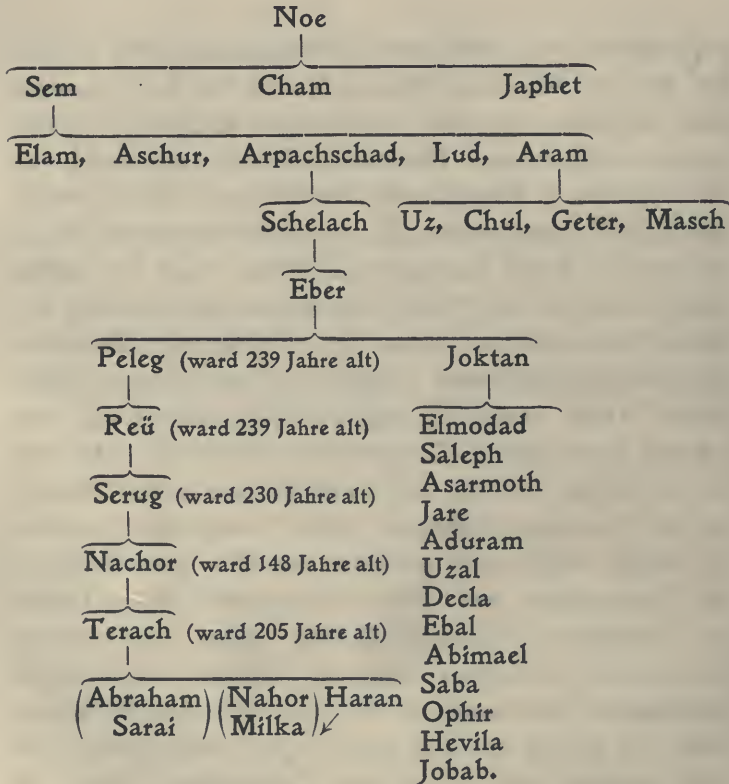 Noe
Sem Cham Japhet
Elam, Aschur, Arpachschad, Lud, Aram
Schelach Uz, Chul, Geter, Masch
Eber
Peleg (ward 239 Jahre alt) Joktan
Reü (ward 239 Jahre alt) Elmodad
Saleph
Serug (ward 230 Jahre alt) Asarmoth
Jare
Aduram
Nachor (ward 148 Jahre alt) Uzal
Decla
Terach (ward 205 Jahre alt) Ebal
Abimael
(Abraham (Nahor Haran Saba
Sarai) Milka) Ophir
Hevila
Jobab.